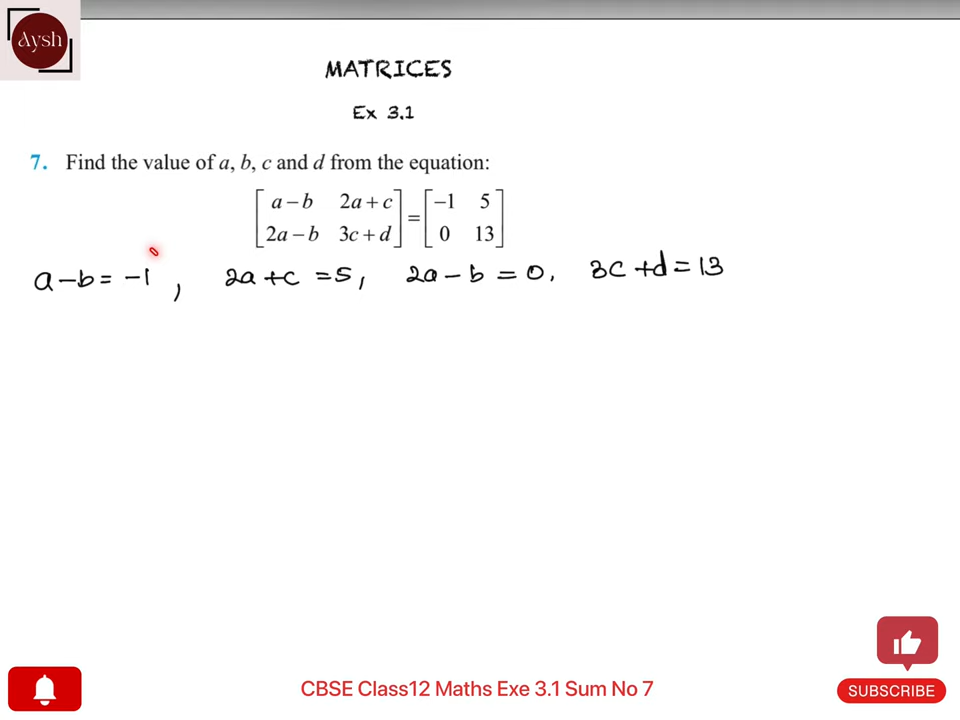 Aysh
MATRICES
Ex 3.1
7. Find the value of a, b, c and d from the equation:
[a – b 2a + c] = [–1 5]
[2a – b 3c + d] [0 13]
a – b = –1, 2a + c = 5, 2a – b = 0, 3c + d = 13
CBSE Class12 Maths Exe 3.1 Sum No 7
SUBSCRIBE